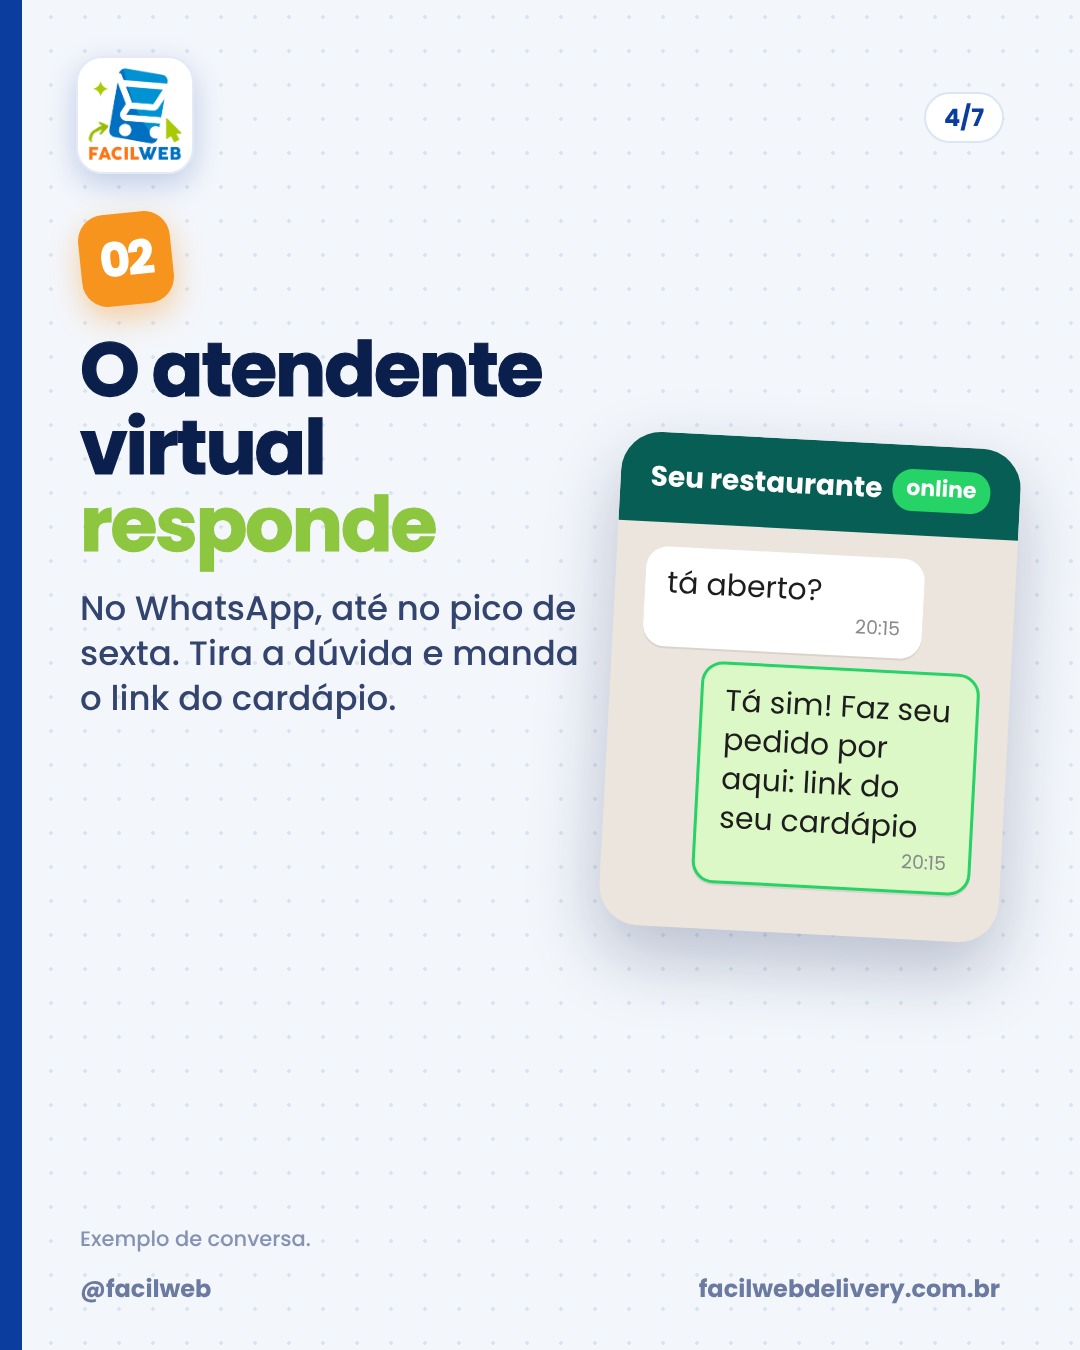 FACILWEB
4/7
02
O atendente
virtual
responde
No WhatsApp, até no pico de
sexta. Tira a dúvida e manda
o link do cardápio.
Seu restaurante online
tá aberto?
20:15
Tá sim! Faz seu
pedido por
aqui: link do
seu cardápio
20:15
Exemplo de conversa.
@facilweb
facilwebdelivery.com.br